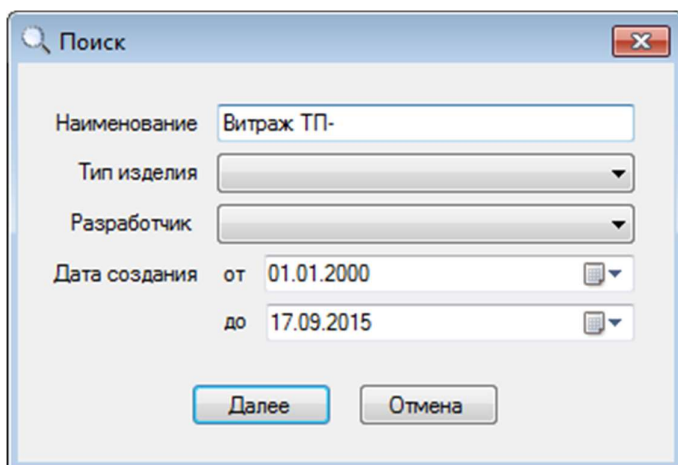 Поиск
Наименование Витраж ТП-
Тип изделия
Разработчик
Дата создания от 01.01.2000
до 17.09.2015
Далее Отмена